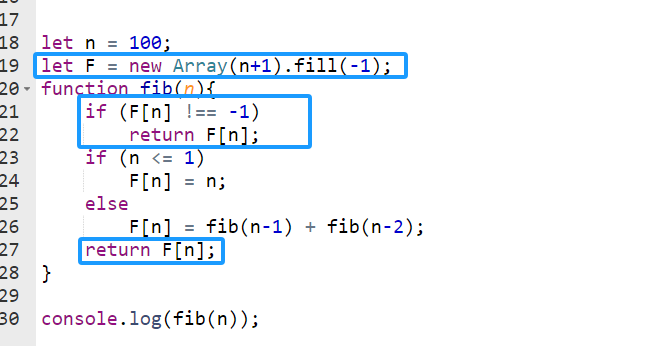 17
18 let n = 100;
19 let F = new Array(n+1).fill(-1);
20 function fib(n){
21     if (F[n] !== -1)
22         return F[n];
23     if (n <= 1)
24         F[n] = n;
25     else
26         F[n] = fib(n-1) + fib(n-2);
27     return F[n];
28 }
29
30 console.log(fib(n));